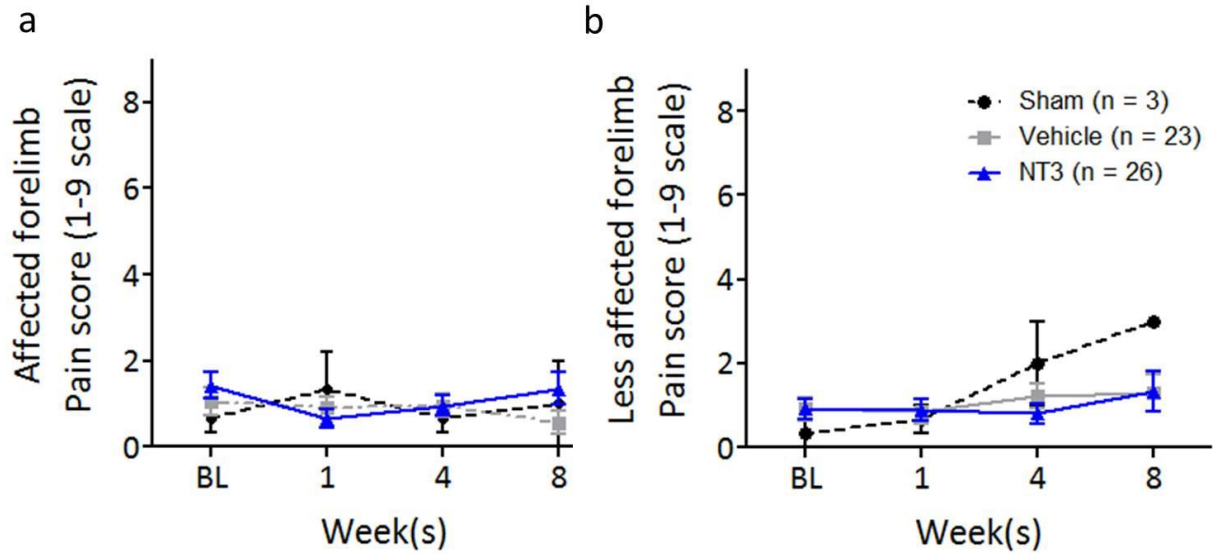 a
Affected forelimb
Pain score (1-9 scale)
8
6
4
2
0
BL 1 4 8
Week(s)
b
Less affected forelimb
Pain score (1-9 scale)
8
6
4
2
0
Sham (n = 3)
Vehicle (n = 23)
NT3 (n = 26)
BL 1 4 8
Week(s)